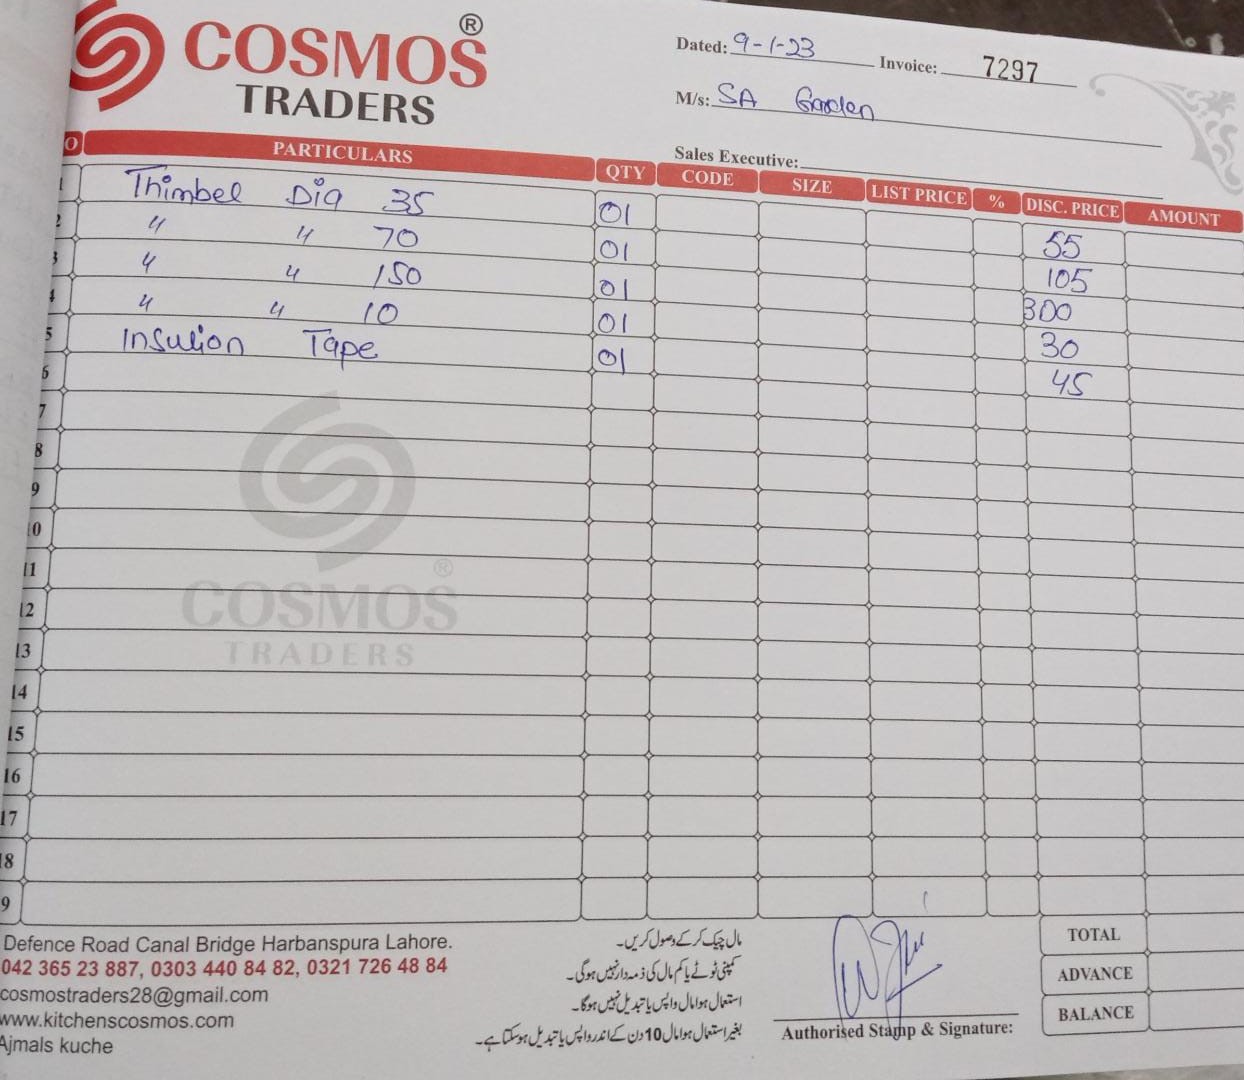 COSMOS ®
TRADERS
Dated: 9-1-23 Invoice: 7297
M/s: SA Garden
Sales Executive:
O PARTICULARS QTY CODE SIZE LIST PRICE % DISC. PRICE AMOUNT
1 Thimbel Dia 35 01 55
2 〃 〃 70 01 105
3 〃 〃 150 01 300
4 〃 〃 10 01 30
5 Insulion Tape 01 45
6
7
8
9
10
11
12
13
14
15
16
17
18
9
COSMOS ®
TRADERS
Defence Road Canal Bridge Harbanspura Lahore.
042 365 23 887, 0303 440 84 82, 0321 726 48 84
cosmostraders28@gmail.com
www.kitchenscosmos.com
Ajmals kuche
مال چیک کر کے وصول کریں۔
کمپنی ٹوٹے یا کم مال کی ذمہ دار نہیں ہوگی۔
استعمال ہوا مال واپس یا تبدیل نہیں ہوگا۔
بغیر استعمال ہوا مال 10 دن کے اندر واپس یا تبدیل ہوسکتا ہے۔
Authorised Stamp & Signature:
TOTAL
ADVANCE
BALANCE